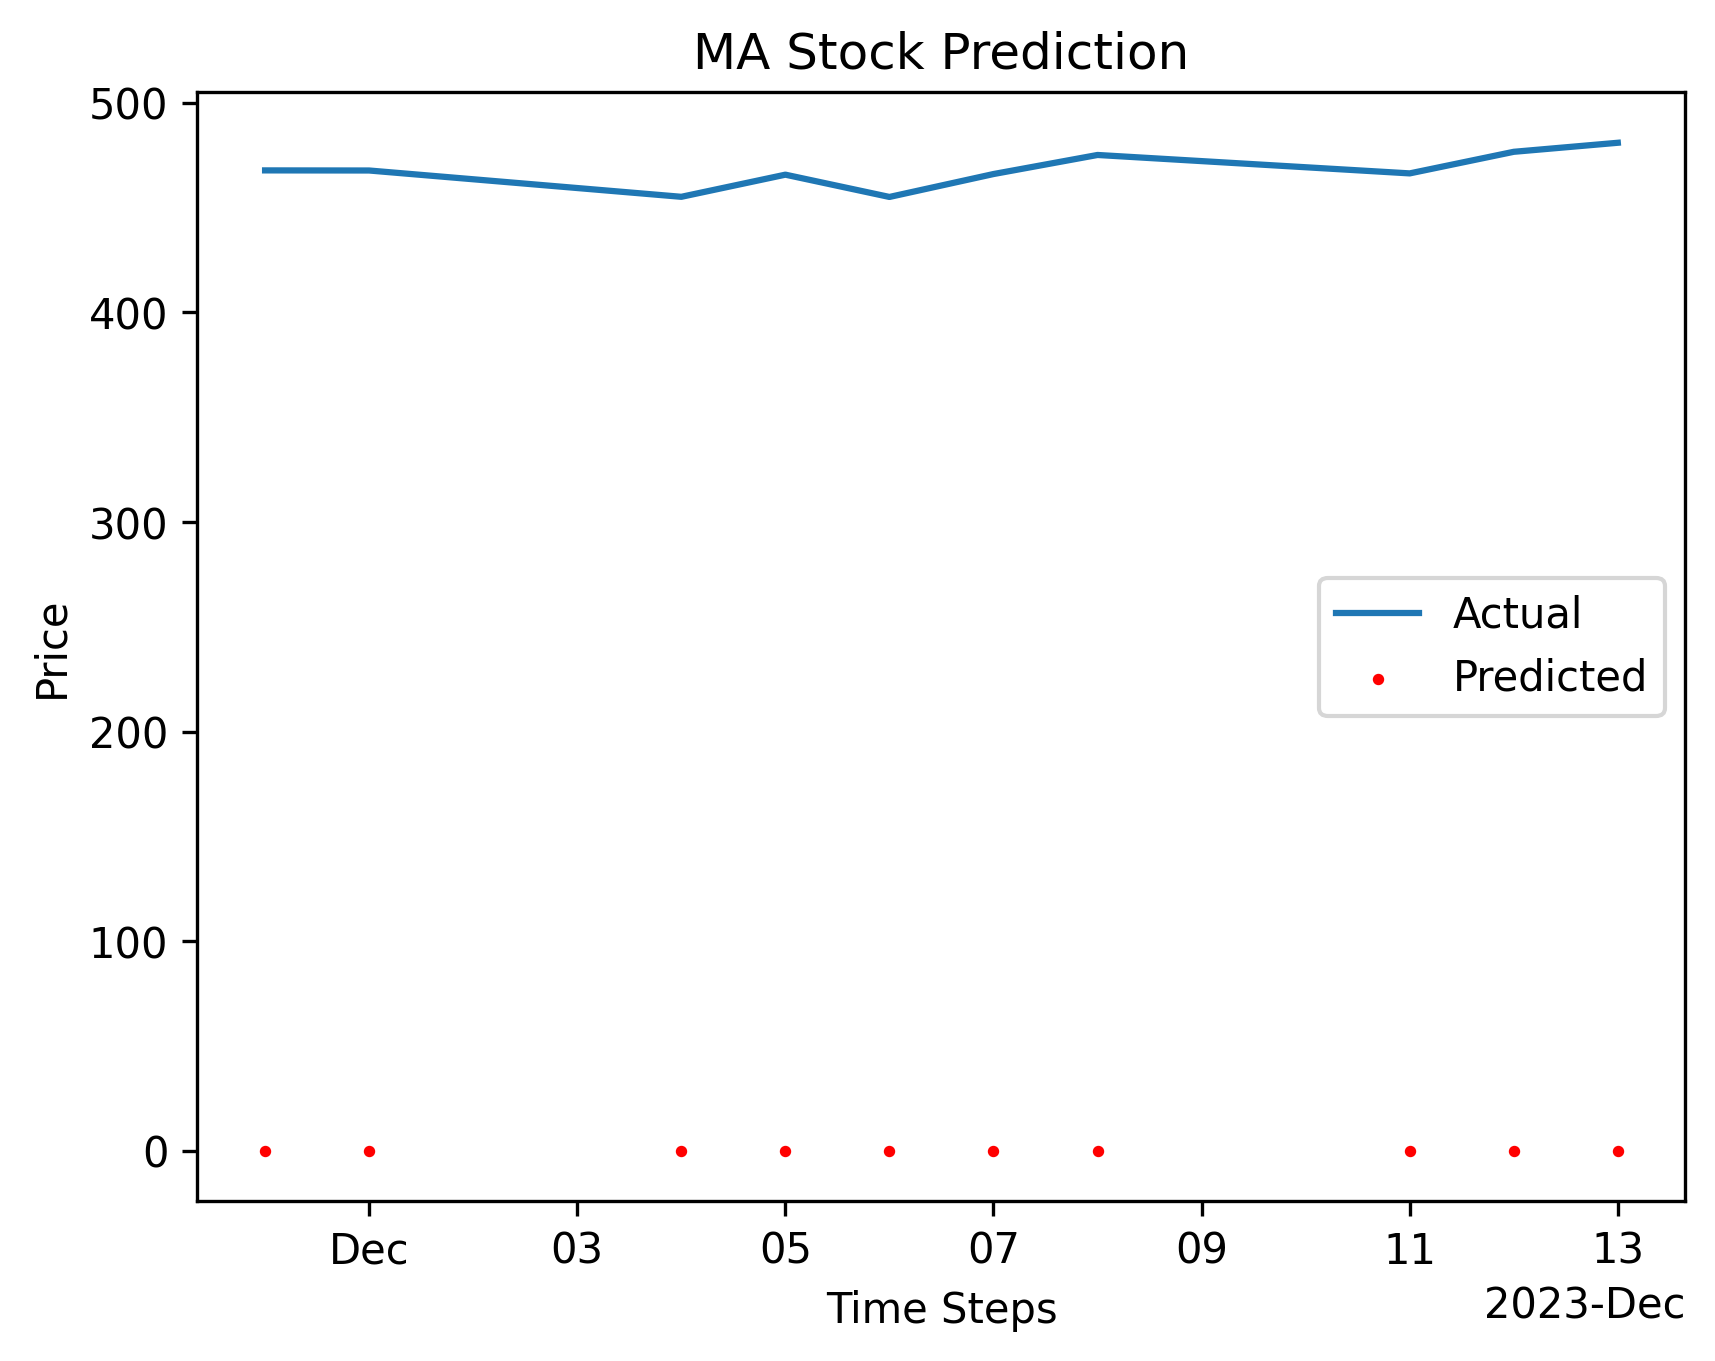 MA Stock Prediction
500
400
300
200
100
0
Price
Actual
Predicted
Dec 03 05 07 09 11 13
2023-Dec
Time Steps